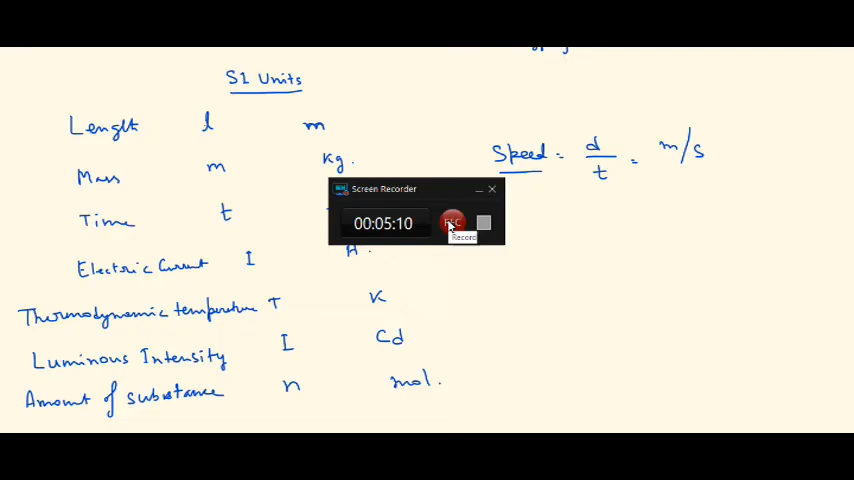 SI Units
Length l m
Mass m kg.
Speed = d/t = m/s
Screen Recorder
00:05:10
REC
Record
Time t
Electric Current I A.
Thermodynamic temperature T K
Luminous Intensity I Cd
Amount of substance n mol.